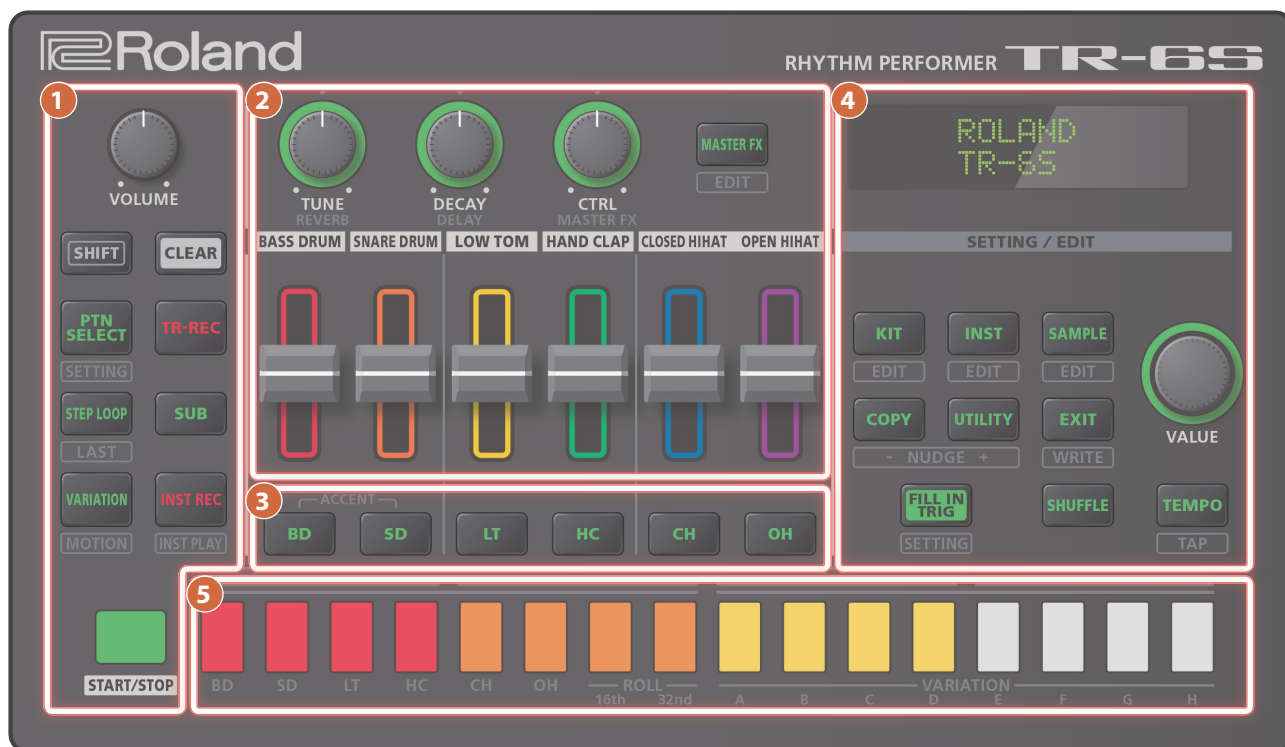 Roland
RHYTHM PERFORMER TR-6S
1
VOLUME
SHIFT CLEAR
PTN SELECT TR-REC
SETTING
STEP LOOP SUB
LAST
VARIATION INST REC
MOTION INST PLAY
START/STOP
2
MASTER FX
EDIT
TUNE DECAY CTRL
REVERB DELAY MASTER FX
BASS DRUM SNARE DRUM LOW TOM HAND CLAP CLOSED HIHAT OPEN HIHAT
3
ACCENT
BD SD LT HC CH OH
4
ROLAND
TR-6S
SETTING / EDIT
KIT INST SAMPLE
EDIT EDIT EDIT
COPY UTILITY EXIT
VALUE
- NUDGE + WRITE
FILL IN TRIG SHUFFLE TEMPO
SETTING TAP
5
BD SD LT HC CH OH ROLL VARIATION
16th 32nd A B C D E F G H